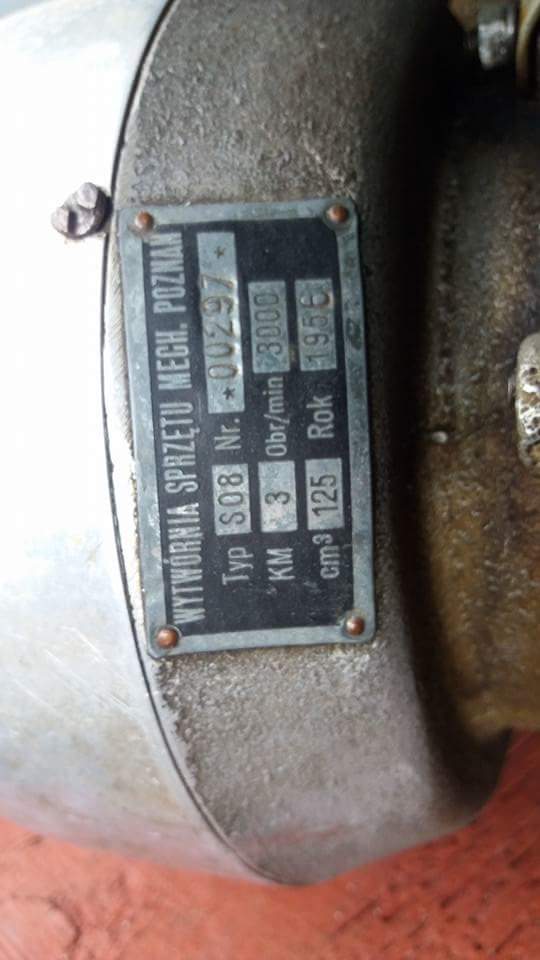 WYTWÓRNIA SPRZĘTU MECH. POZNAŃ
Typ S08 Nr. *00297*
KM 3 Obr/min 3000
cm³ 125 Rok 1956